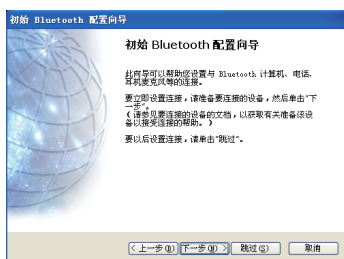 初始 Bluetooth 配置向导
初始 Bluetooth 配置向导
此向导可以帮助您设置与 Bluetooth 计算机、电话、
耳机麦克风等的连接。
要立即设置连接，请准备要连接的设备，然后单击“下
一步”。
（请参见要连接的设备的文档，以获取有关准备该设
备以接受连接的帮助。）
要以后设置连接，请单击“跳过”。
< 上一步(B) 下一步(N) > 跳过(S) 取消